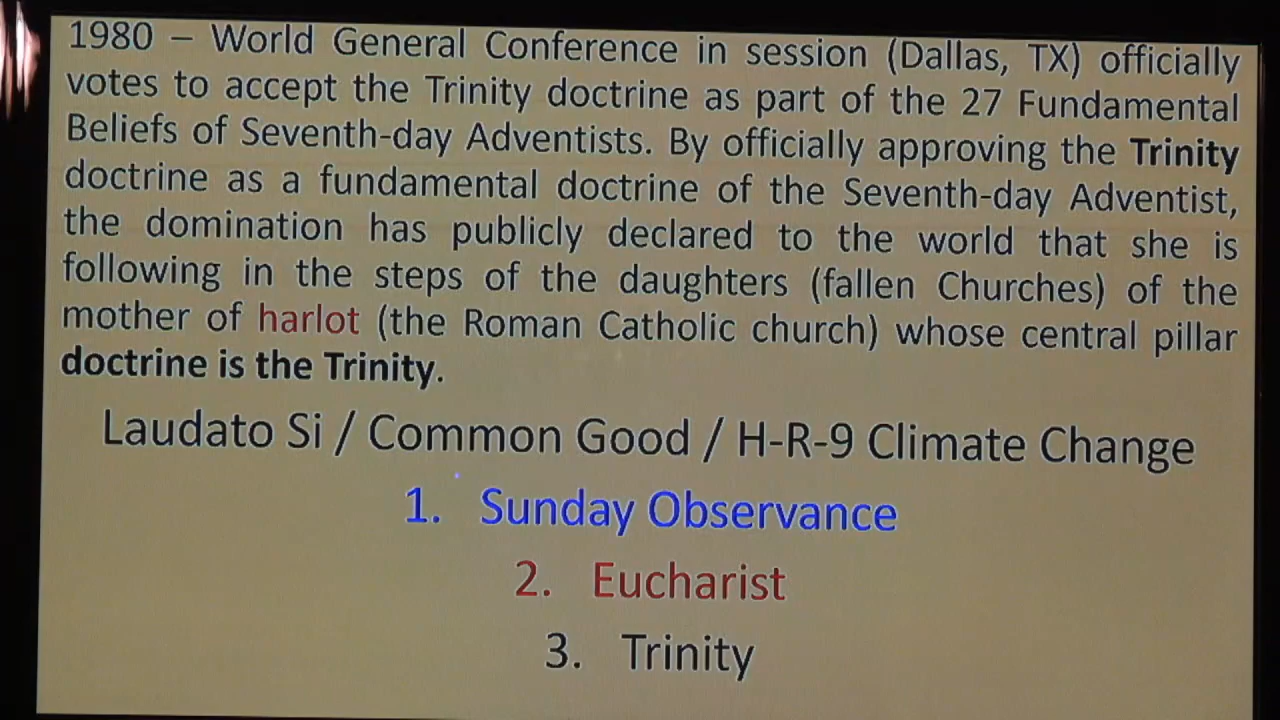 1980 – World General Conference in session (Dallas, TX) officially
votes to accept the Trinity doctrine as part of the 27 Fundamental
Beliefs of Seventh-day Adventists. By officially approving the Trinity
doctrine as a fundamental doctrine of the Seventh-day Adventist,
the domination has publicly declared to the world that she is
following in the steps of the daughters (fallen Churches) of the
mother of harlot (the Roman Catholic church) whose central pillar
doctrine is the Trinity.
Laudato Si / Common Good / H-R-9 Climate Change
1. Sunday Observance
2. Eucharist
3. Trinity